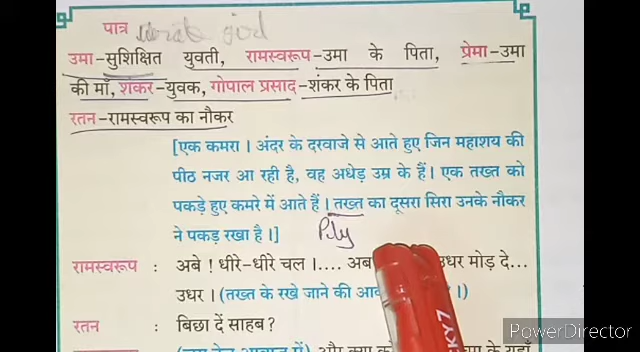 पात्र
उमा-सुशिक्षित युवती, रामस्वरूप-उमा के पिता, प्रेमा-उमा
की माँ, शंकर-युवक, गोपाल प्रसाद-शंकर के पिता
रतन-रामस्वरूप का नौकर
[एक कमरा। अंदर के दरवाजे से आते हुए जिन महाशय की
पीठ नजर आ रही है, वह अधेड़ उम्र के हैं। एक तख्त को
पकड़े हुए कमरे में आते हैं। तख्त का दूसरा सिरा उनके नौकर
ने पकड़ रखा है।]
रामस्वरूप : अबे ! धीरे-धीरे चल ।.... अब उधर मोड़ दे...
उधर । (तख्त के रखे जाने की ।)
रतन : बिछा दें साहब?
PowerDirector